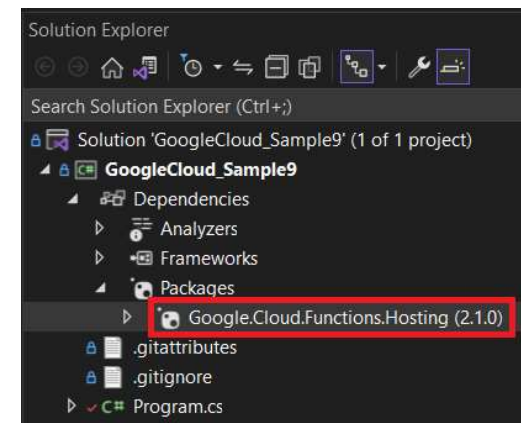 Solution Explorer
Search Solution Explorer (Ctrl+;)
Solution 'GoogleCloud_Sample9' (1 of 1 project)
C# GoogleCloud_Sample9
Dependencies
Analyzers
Frameworks
Packages
Google.Cloud.Functions.Hosting (2.1.0)
.gitattributes
.gitignore
C# Program.cs